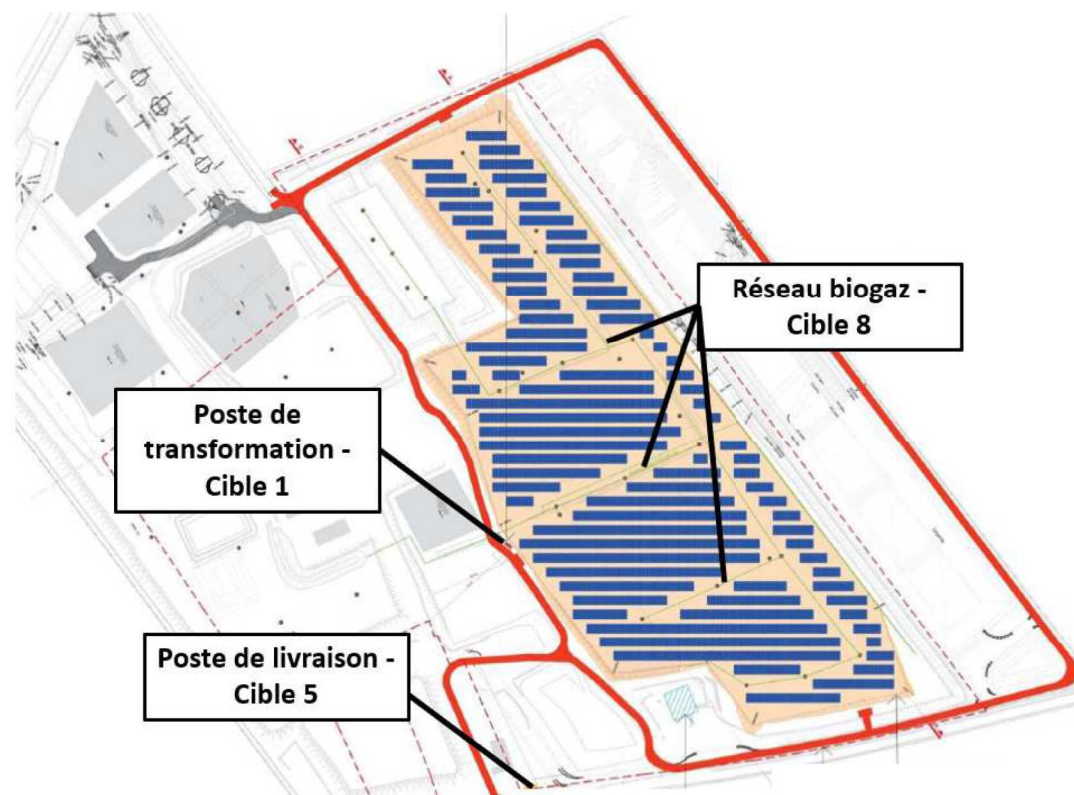 Réseau biogaz -
Cible 8
Poste de
transformation -
Cible 1
Poste de livraison -
Cible 5